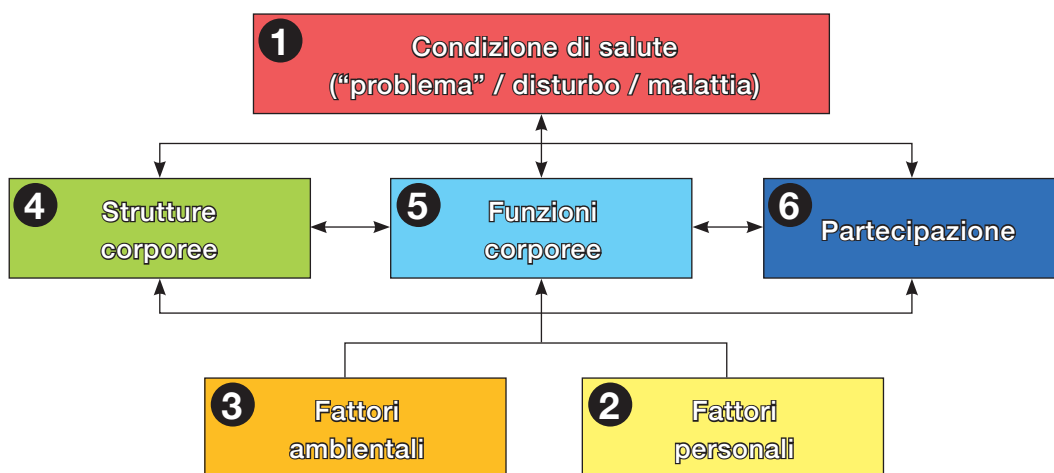 1
Condizione di salute
(“problema” / disturbo / malattia)
4
Strutture
corporee
5
Funzioni
corporee
6
Partecipazione
3
Fattori
ambientali
2
Fattori
personali